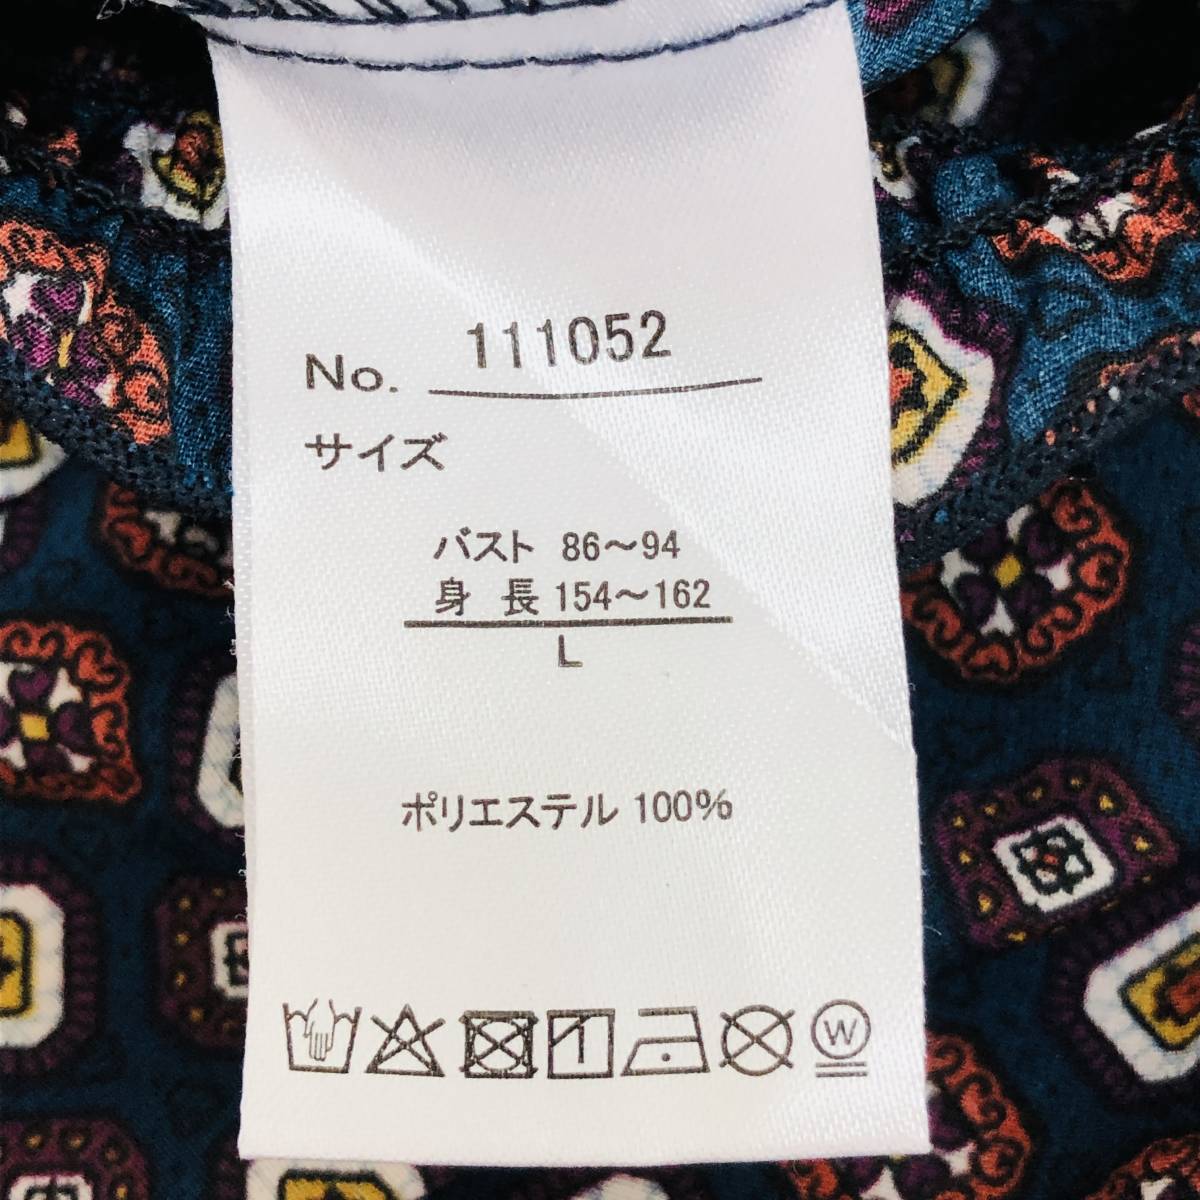 No. 111052
サイズ
バスト 86～94
身 長 154～162
L
ポリエステル 100%
W